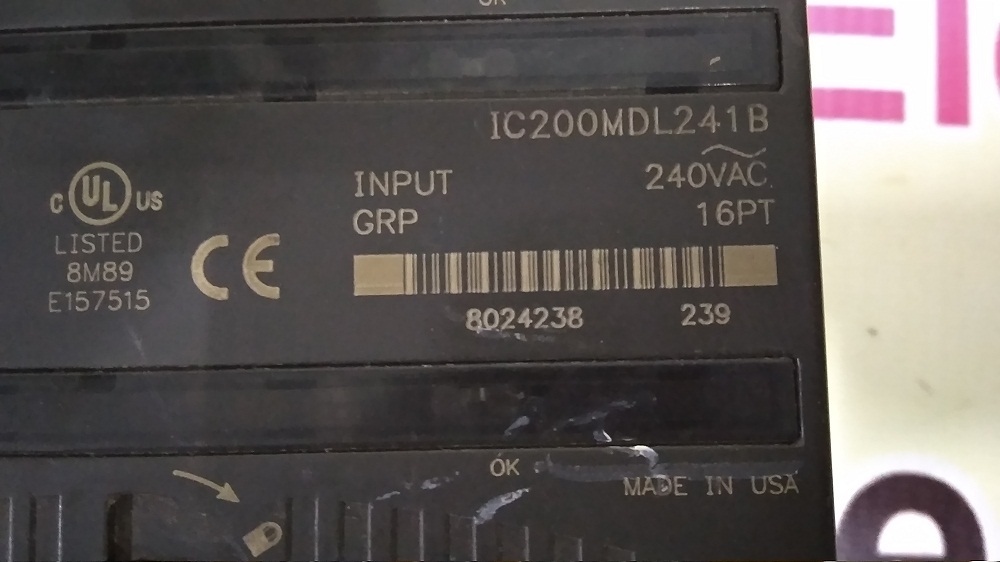 IC200MDL241B
INPUT 240VAC
GRP 16PT
C UL US
LISTED
8M89
E157515
CE
8024238 239
OK
MADE IN USA
e